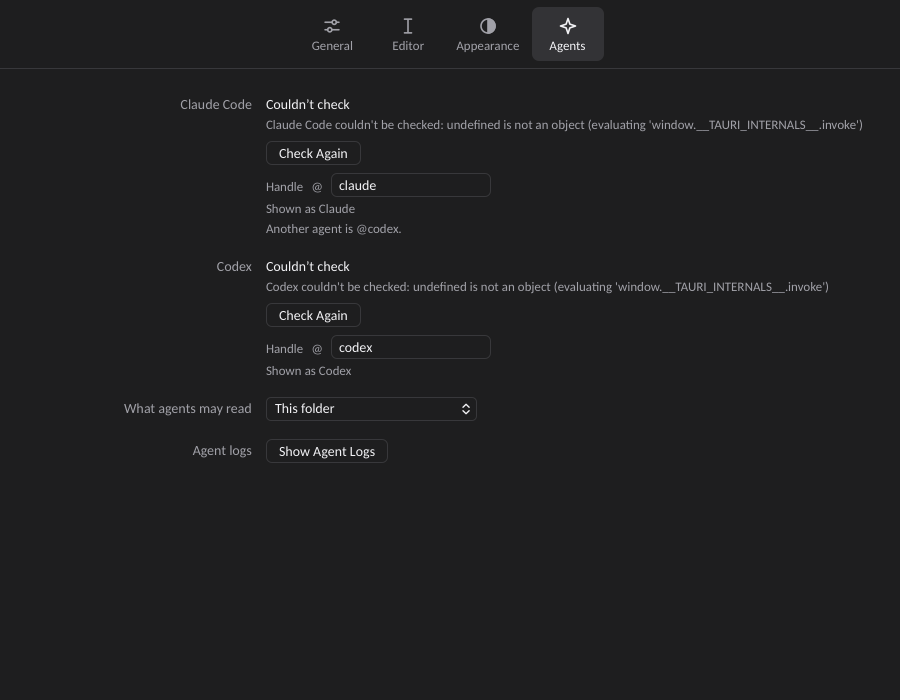 General Editor Appearance Agents
Claude Code Couldn’t check
Claude Code couldn't be checked: undefined is not an object (evaluating 'window.__TAURI_INTERNALS__.invoke')
Check Again
Handle @ claude
Shown as Claude
Another agent is @codex.
Codex Couldn’t check
Codex couldn't be checked: undefined is not an object (evaluating 'window.__TAURI_INTERNALS__.invoke')
Check Again
Handle @ codex
Shown as Codex
What agents may read This folder
Agent logs Show Agent Logs